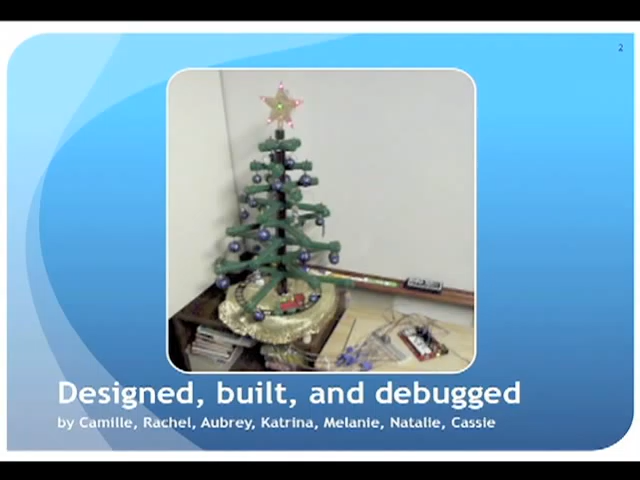 2
Designed, built, and debugged
by Camille, Rachel, Aubrey, Katrina, Melanie, Natalie, Cassie